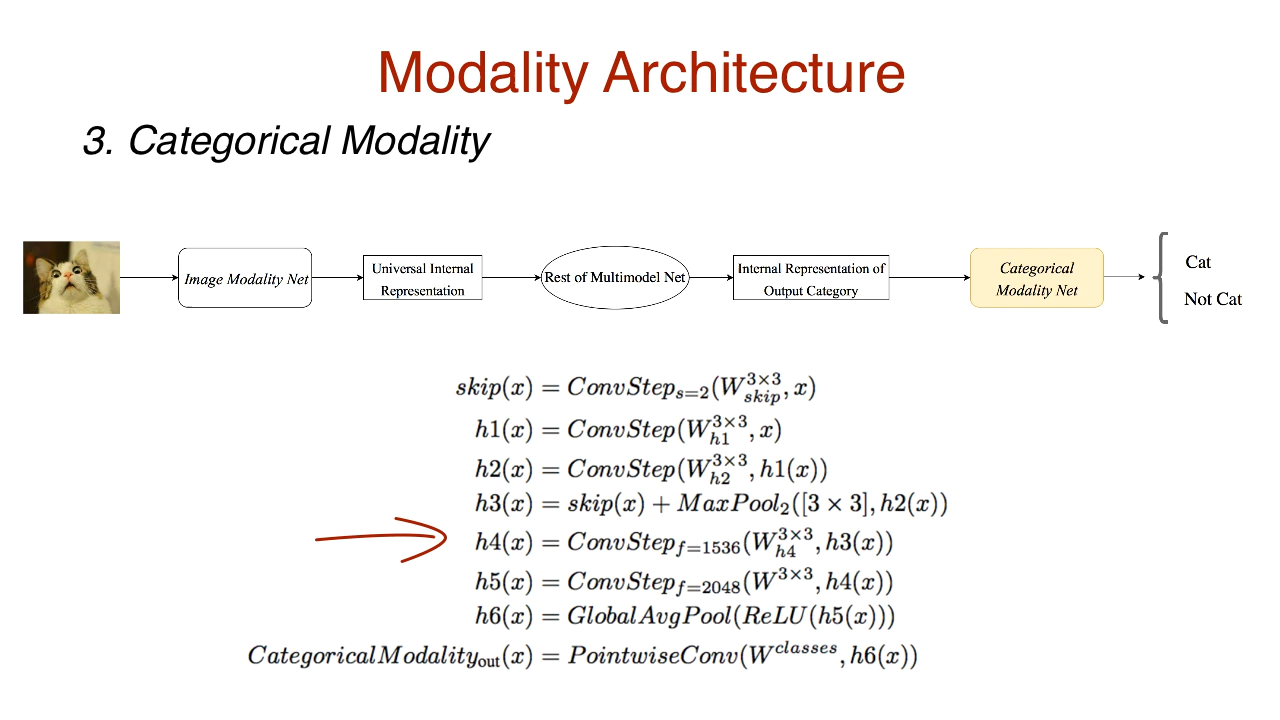 Modality Architecture
3. Categorical Modality
Image Modality Net
Universal Internal
Representation
Rest of Multimodel Net
Internal Representation of
Output Category
Categorical
Modality Net
Cat
Not Cat
skip(x) = ConvStep_{s=2}(W^{3×3}_{skip}, x)
h1(x) = ConvStep(W^{3×3}_{h1}, x)
h2(x) = ConvStep(W^{3×3}_{h2}, h1(x))
h3(x) = skip(x) + MaxPool_2([3 × 3], h2(x))
h4(x) = ConvStep_{f=1536}(W^{3×3}_{h4}, h3(x))
h5(x) = ConvStep_{f=2048}(W^{3×3}, h4(x))
h6(x) = GlobalAvgPool(ReLU(h5(x)))
CategoricalModality_{out}(x) = PointwiseConv(W^{classes}, h6(x))